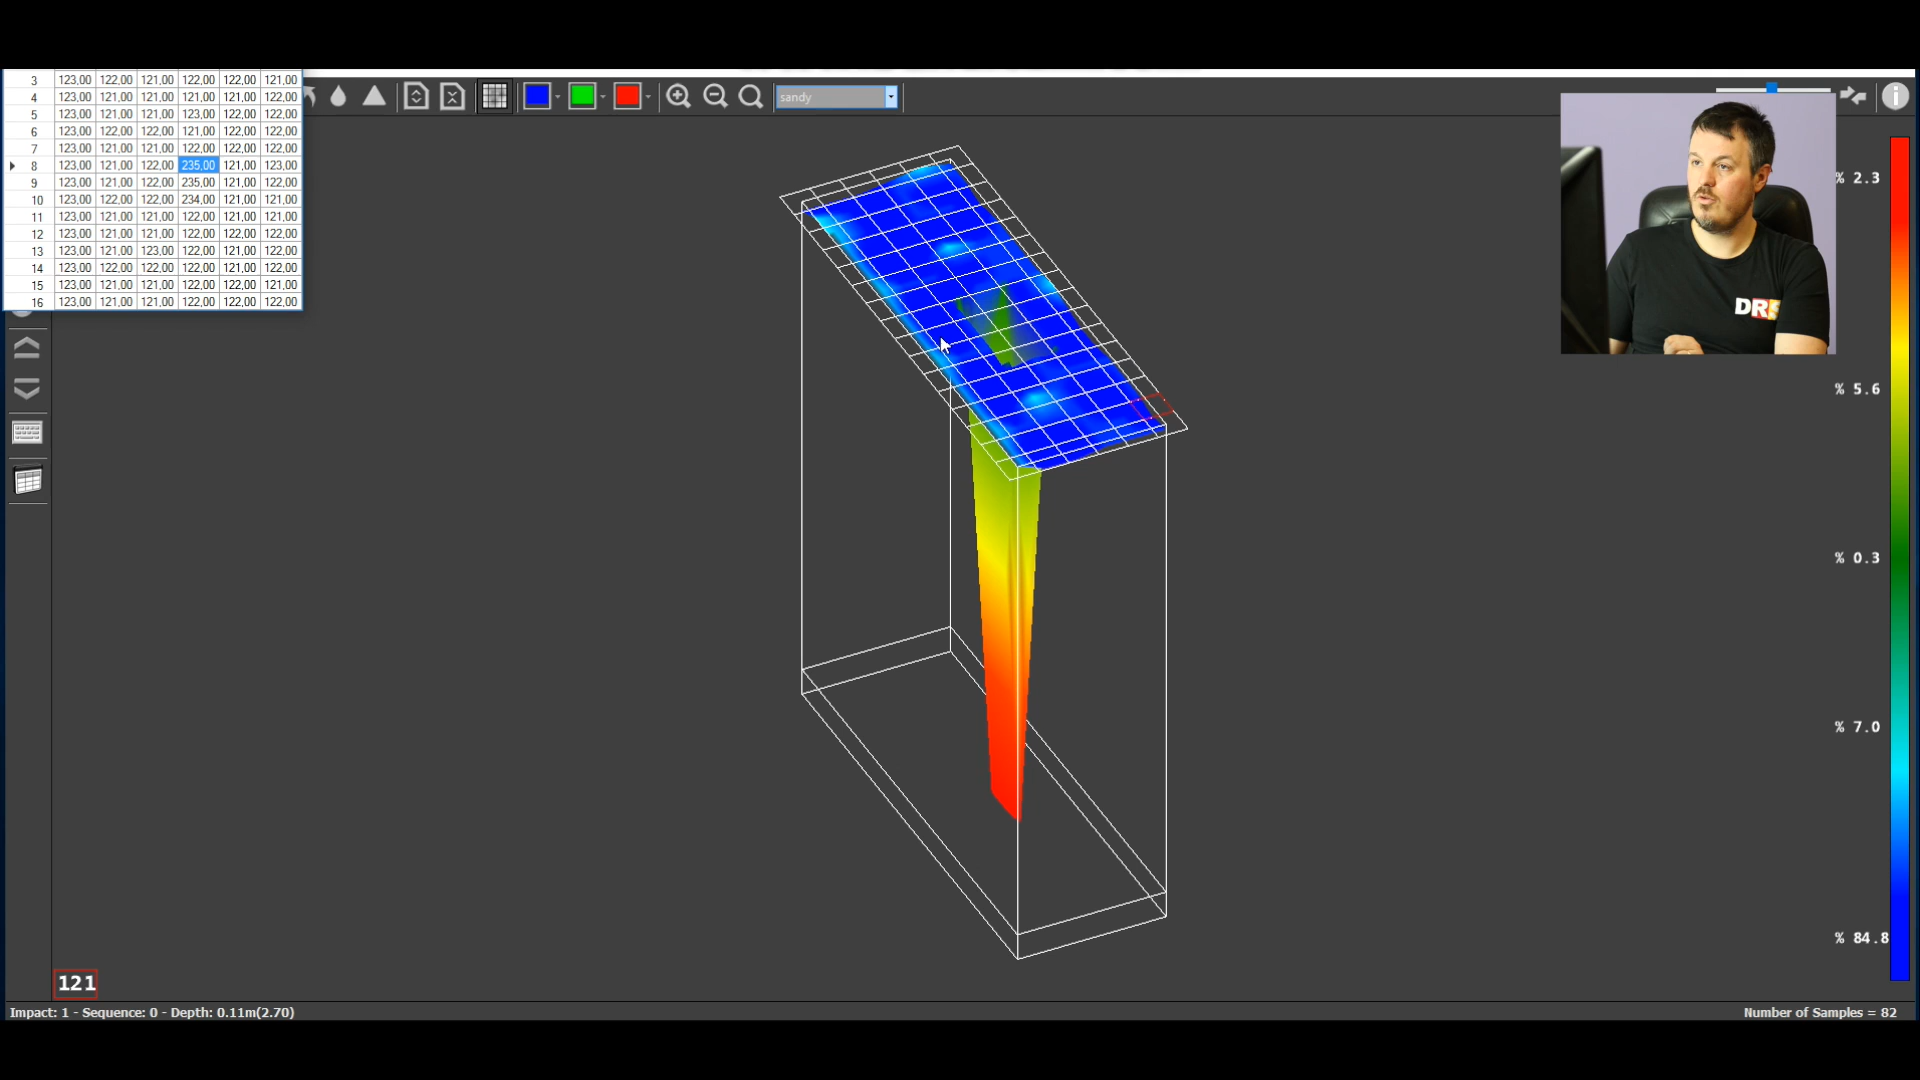 3 123,00 122,00 121,00 122,00 122,00 121,00
4 123,00 121,00 121,00 121,00 121,00 122,00
5 123,00 121,00 121,00 123,00 122,00 122,00
6 123,00 122,00 122,00 121,00 122,00 122,00
7 123,00 121,00 121,00 122,00 122,00 122,00
8 123,00 121,00 122,00 235,00 121,00 123,00
9 123,00 121,00 122,00 235,00 121,00 122,00
10 123,00 122,00 122,00 234,00 121,00 121,00
11 123,00 121,00 121,00 122,00 121,00 121,00
12 123,00 121,00 121,00 122,00 122,00 122,00
13 123,00 121,00 123,00 122,00 121,00 122,00
14 123,00 122,00 122,00 122,00 121,00 122,00
15 123,00 121,00 121,00 122,00 122,00 121,00
16 123,00 121,00 121,00 122,00 122,00 122,00
sandy
% 2.3
% 5.6
% 0.3
% 7.0
% 84.8
121
Impact: 1 - Sequence: 0 - Depth: 0.11m(2.70)
Number of Samples = 82